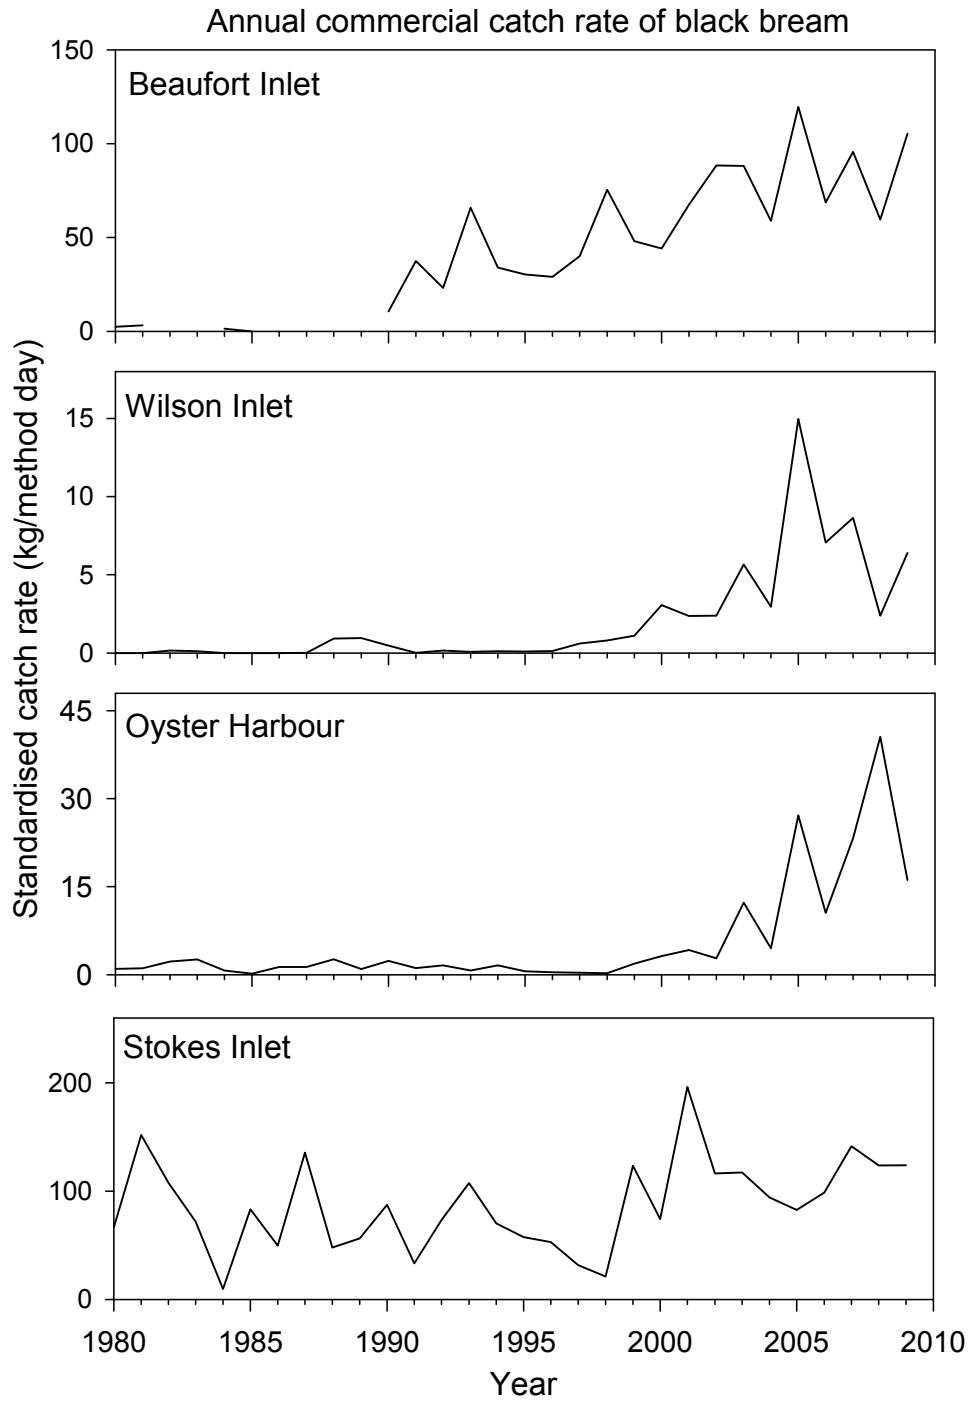 Annual commercial catch rate of black bream
Standardised catch rate (kg/method day)
Beaufort Inlet
150
100
50
0
Wilson Inlet
15
10
5
0
Oyster Harbour
45
30
15
0
Stokes Inlet
200
100
0
1980 1985 1990 1995 2000 2005 2010
Year